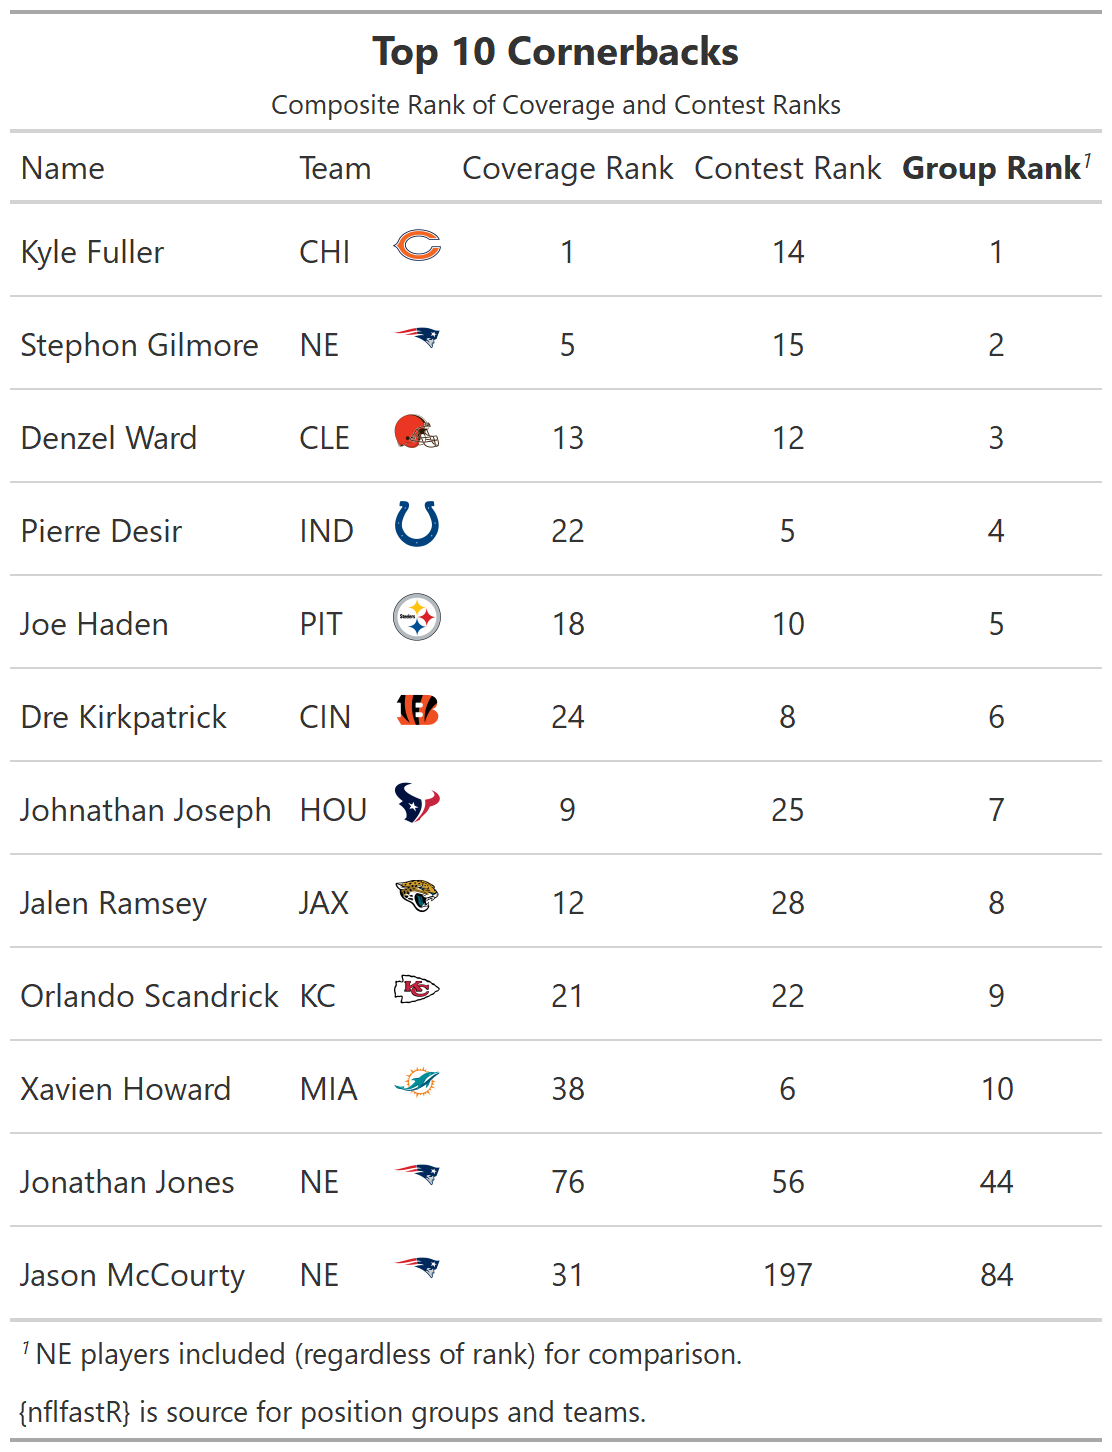 Top 10 Cornerbacks
Composite Rank of Coverage and Contest Ranks
Name Team Coverage Rank Contest Rank Group Rank1
Kyle Fuller CHI 1 14 1
Stephon Gilmore NE 5 15 2
Denzel Ward CLE 13 12 3
Pierre Desir IND 22 5 4
Joe Haden PIT Steelers 18 10 5
Dre Kirkpatrick CIN 24 8 6
Johnathan Joseph HOU 9 25 7
Jalen Ramsey JAX 12 28 8
Orlando Scandrick KC KC 21 22 9
Xavien Howard MIA 38 6 10
Jonathan Jones NE 76 56 44
Jason McCourty NE 31 197 84
1 NE players included (regardless of rank) for comparison.
{nflfastR} is source for position groups and teams.